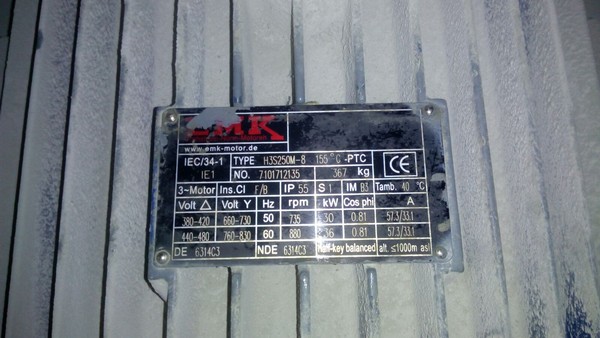 EMK
www.emk-motor.de
IEC/34-1 TYPE H3S250M-8 155°C -PTC
IE1 NO. 7101712135 367 kg CE
3~Motor Ins.Cl F/B IP 55 S 1 IM B3 Tamb. 40 °C
Volt △ Volt Y Hz rpm kW Cos phi A
380-420 660-730 50 735 30 0.81 57.3/33.1
440-480 760-830 60 880 36 0.81 57.3/33.1
DE 6314C3 NDE 6314C3 Half-key balanced alt. ≤1000m asl